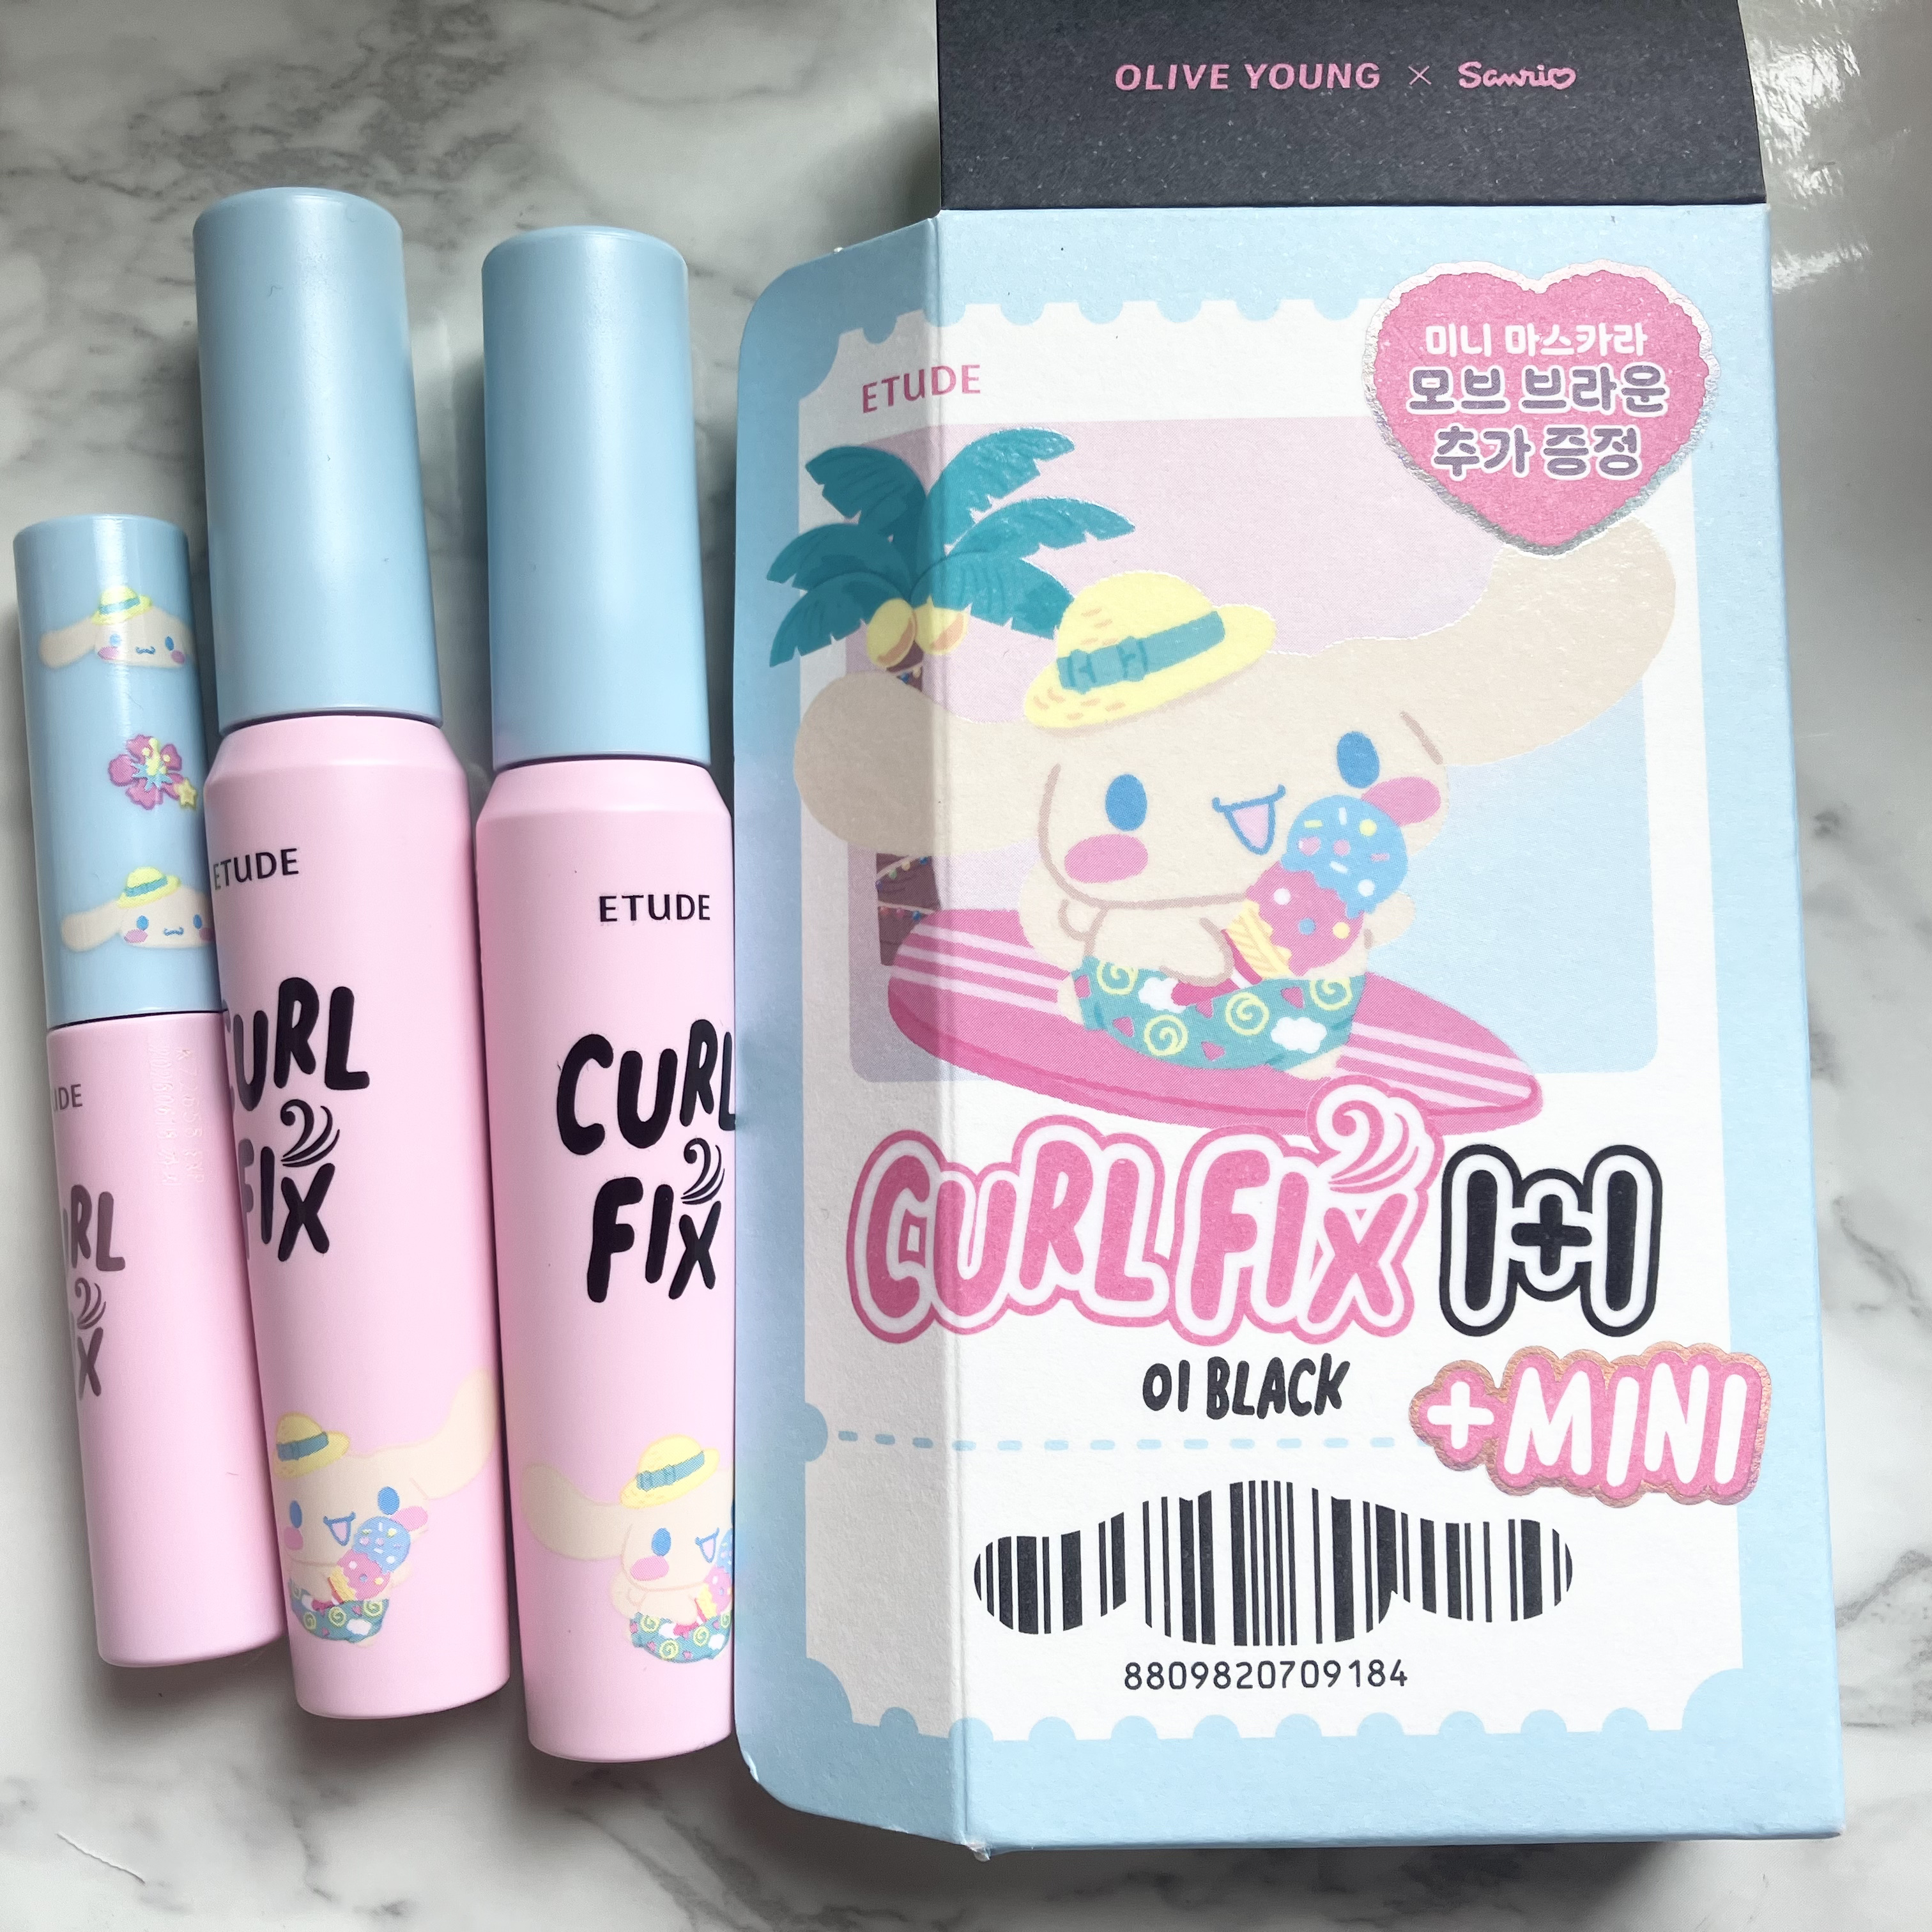 OLIVE YOUNG × Sanrio
ETUDE
미니 마스카라
모브 브라운
추가 증정
CURL FIX 1+1
01 BLACK
+MINI
8809820709184
ETUDE
CURL
FIX
ETUDE
CURL
FIX